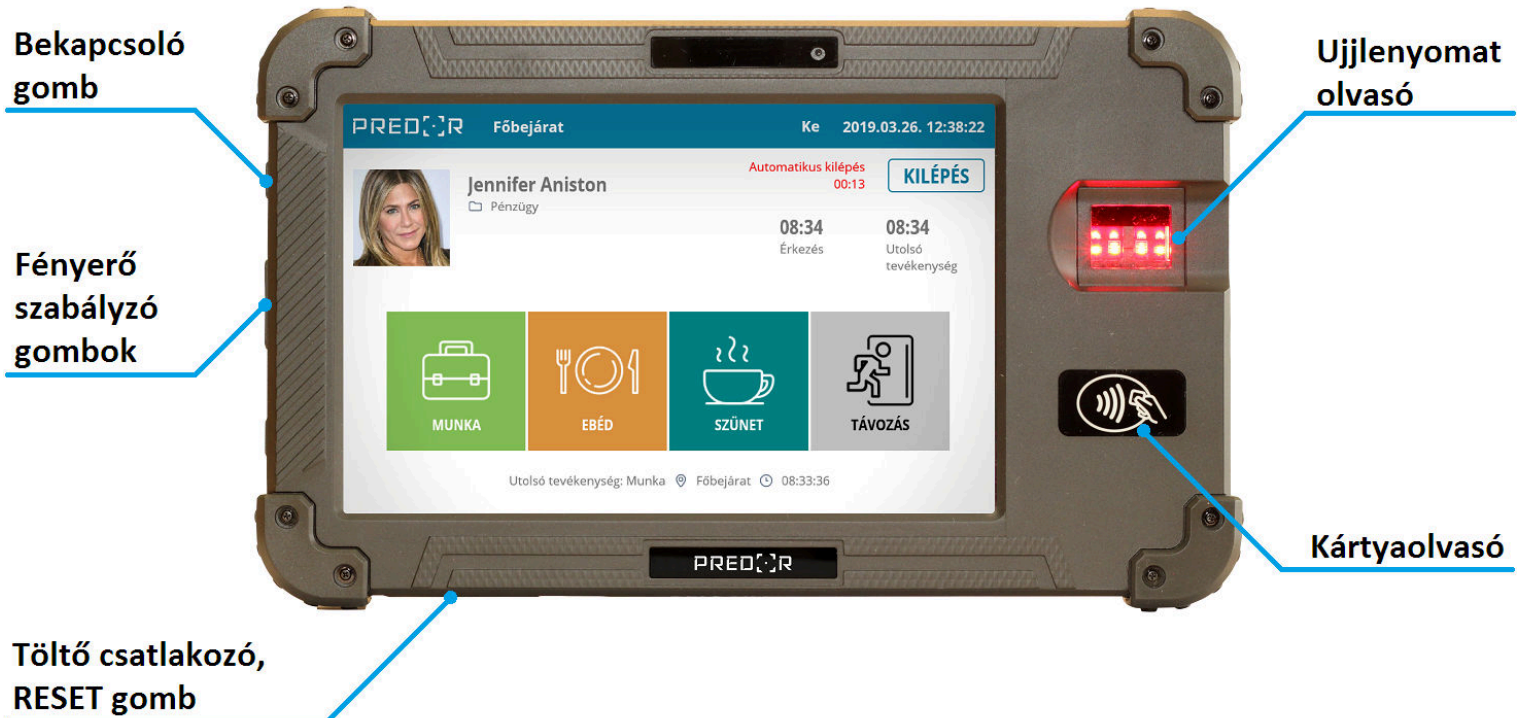 Bekapcsoló
gomb
Ujjlenyomat
olvasó
PRED[·]R Főbejárat Ke 2019.03.26. 12:38:22
Automatikus kilépés
00:13
KILÉPÉS
Jennifer Aniston
Pénzügy
08:34
Érkezés
08:34
Utolsó
tevékenység
Fényerő
szabályzó
gombok
MUNKA EBÉD SZÜNET TÁVOZÁS
Utolsó tevékenység: Munka Főbejárat 08:33:36
Kártyaolvasó
PRED[·]R
Töltő csatlakozó,
RESET gomb